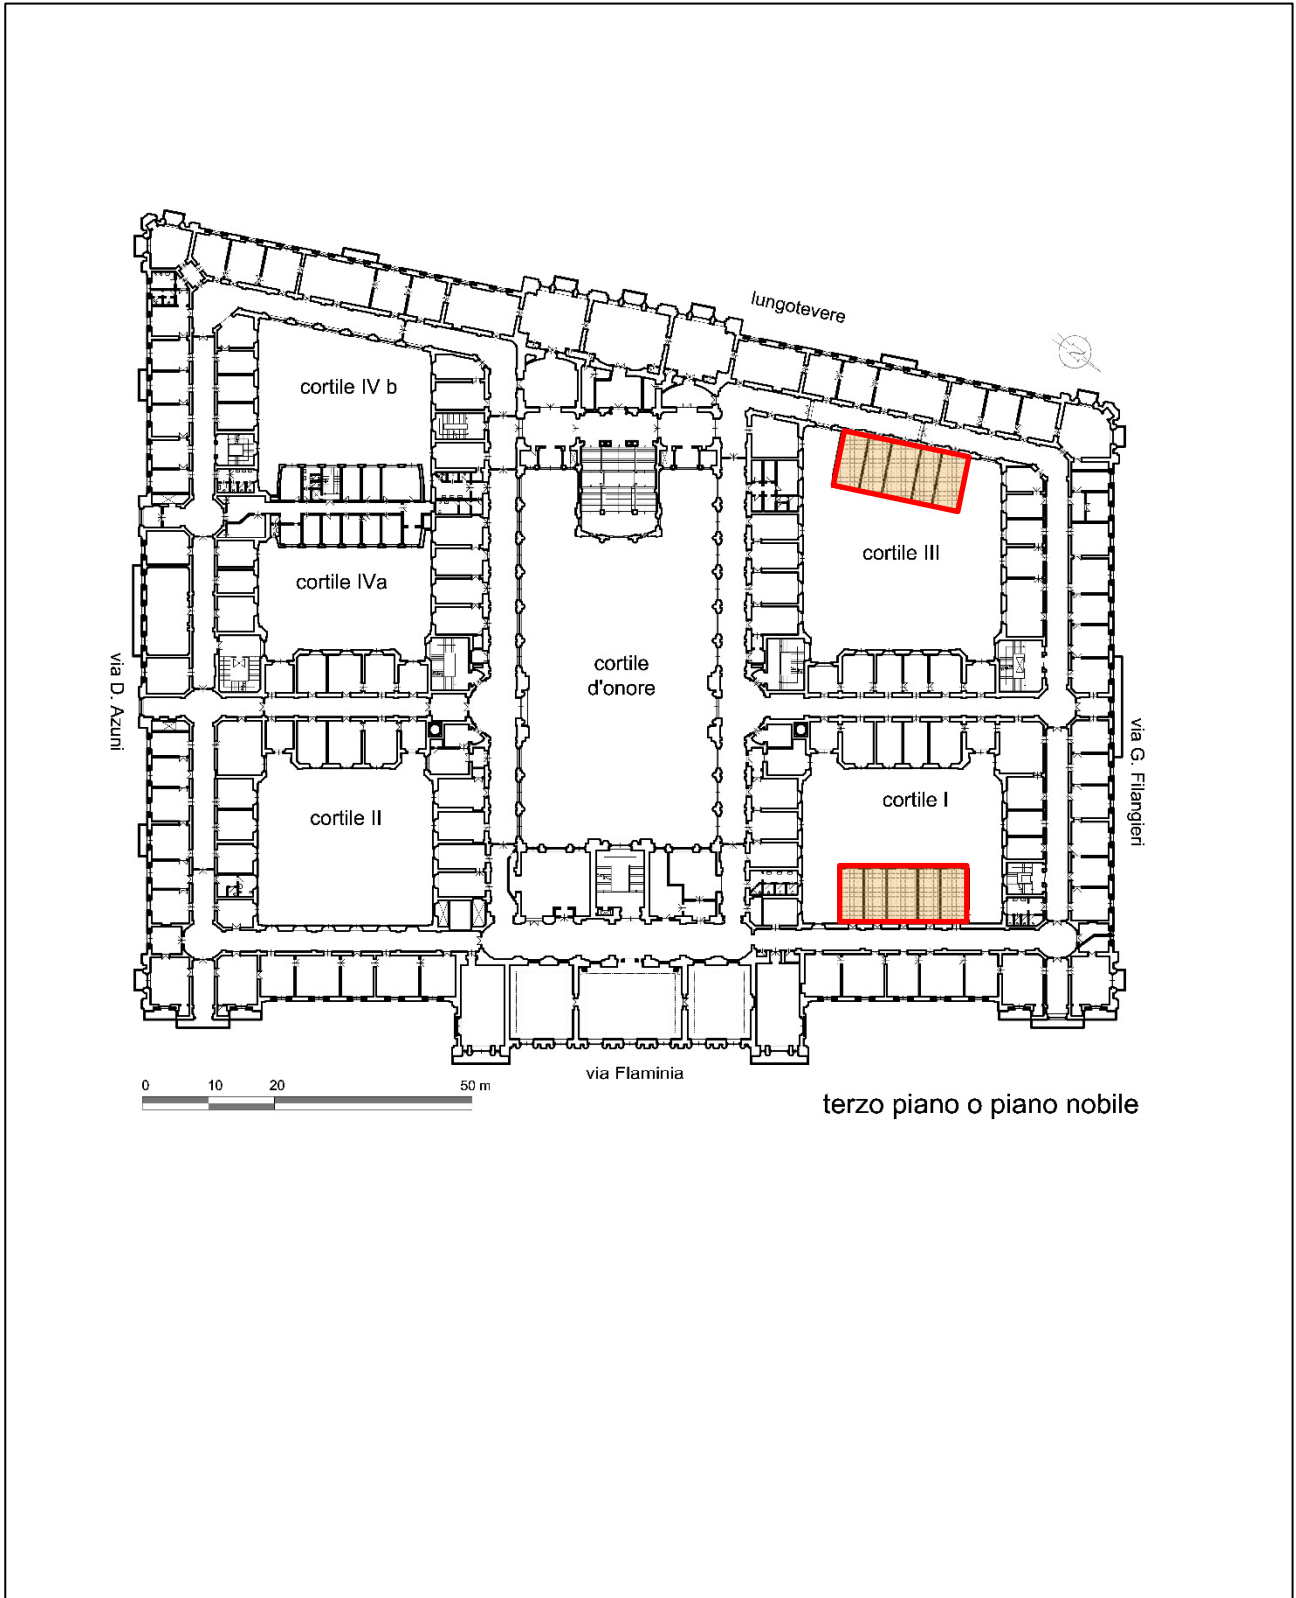 lungotevere
cortile IV b
cortile III
cortile IVa
cortile
d'onore
via D. Azuni
via G. Filangieri
cortile I
cortile II
via Flaminia
0 10 20 50 m
terzo piano o piano nobile